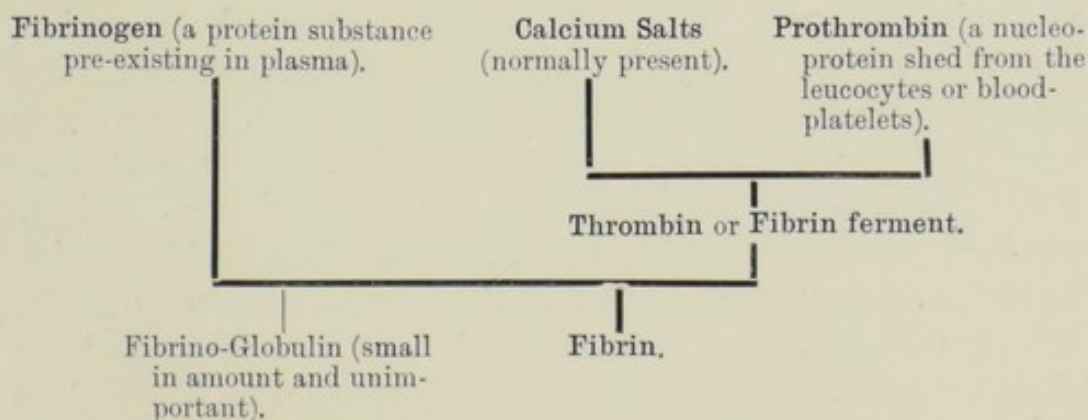 Fibrinogen (a protein substance
pre-existing in plasma).
Calcium Salts
(normally present).
Prothrombin (a nucleo-
protein shed from the
leucocytes or blood-
platelets).
Thrombin or Fibrin ferment.
Fibrino-Globulin (small
in amount and unim-
portant).
Fibrin.